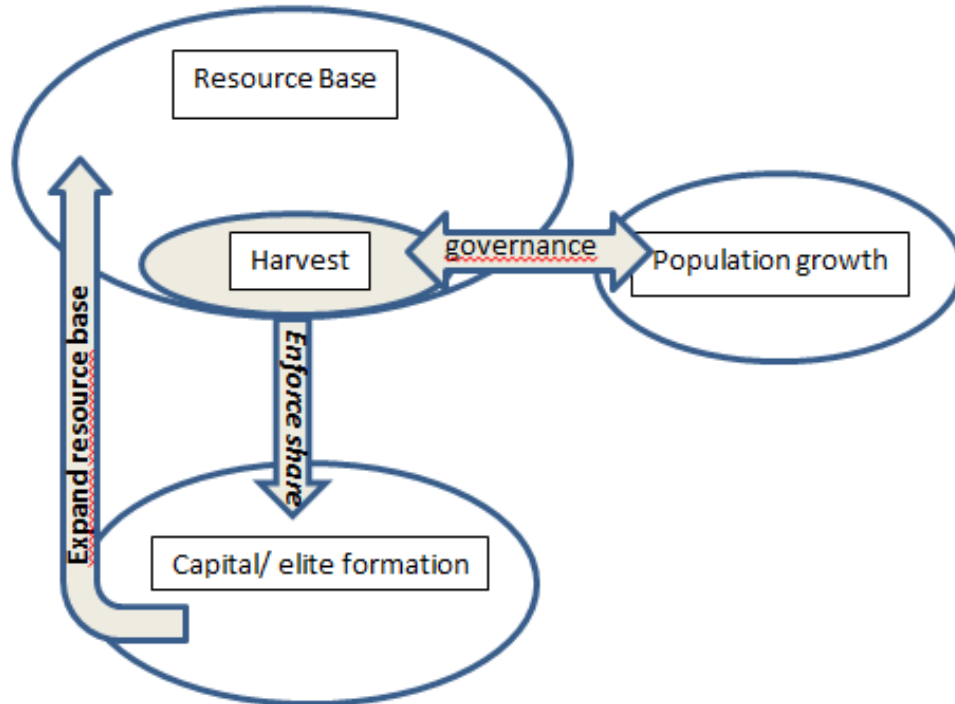 Resource Base
governance
Harvest
Population growth
Enforce share
Expand resource base
Capital/ elite formation